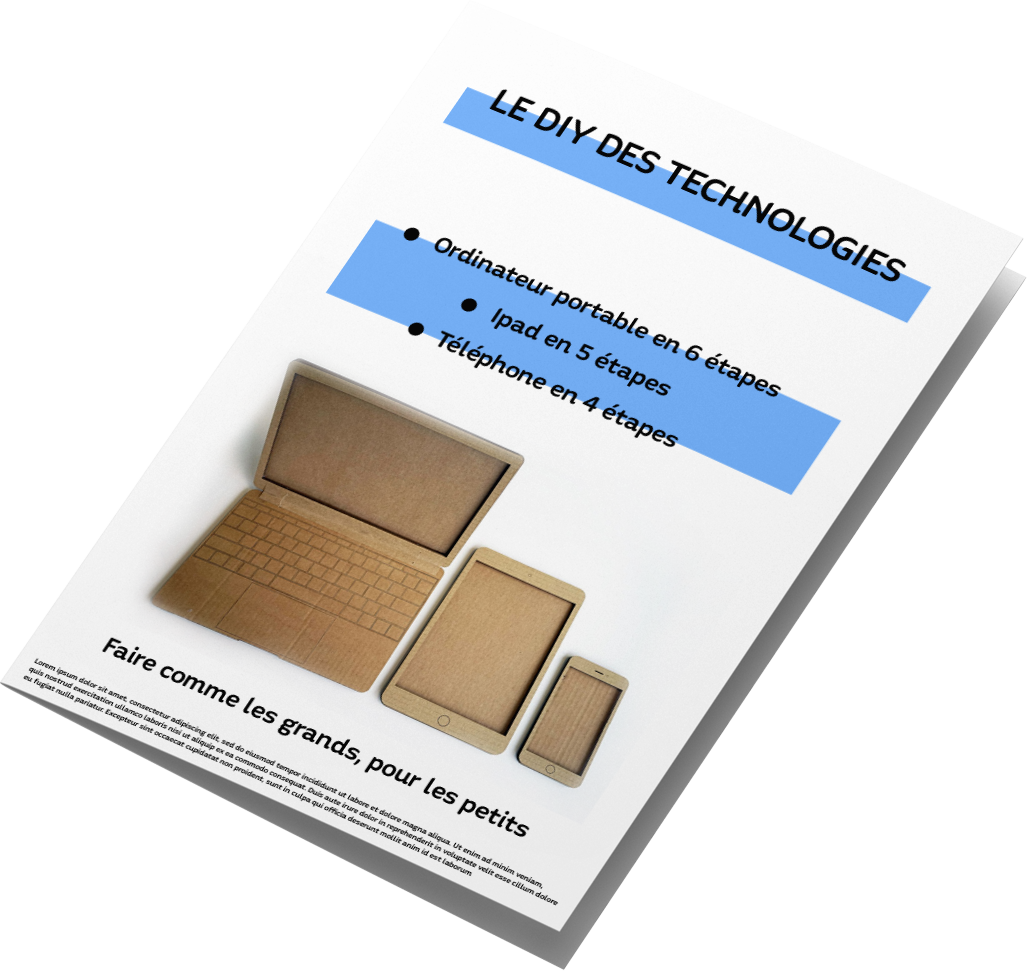 LE DIY DES TECHNOLOGIES
• Ordinateur portable en 6 étapes
• Ipad en 5 étapes
• Téléphone en 4 étapes
Faire comme les grands, pour les petits
Lorem ipsum dolor sit amet, consectetur adipiscing elit, sed do eiusmod tempor incididunt ut labore et dolore magna aliqua. Ut enim ad minim veniam,
quis nostrud exercitation ullamco laboris nisi ut aliquip ex ea commodo consequat. Duis aute irure dolor in reprehenderit in voluptate velit esse cillum dolore
eu fugiat nulla pariatur. Excepteur sint occaecat cupidatat non proident, sunt in culpa qui officia deserunt mollit anim id est laborum